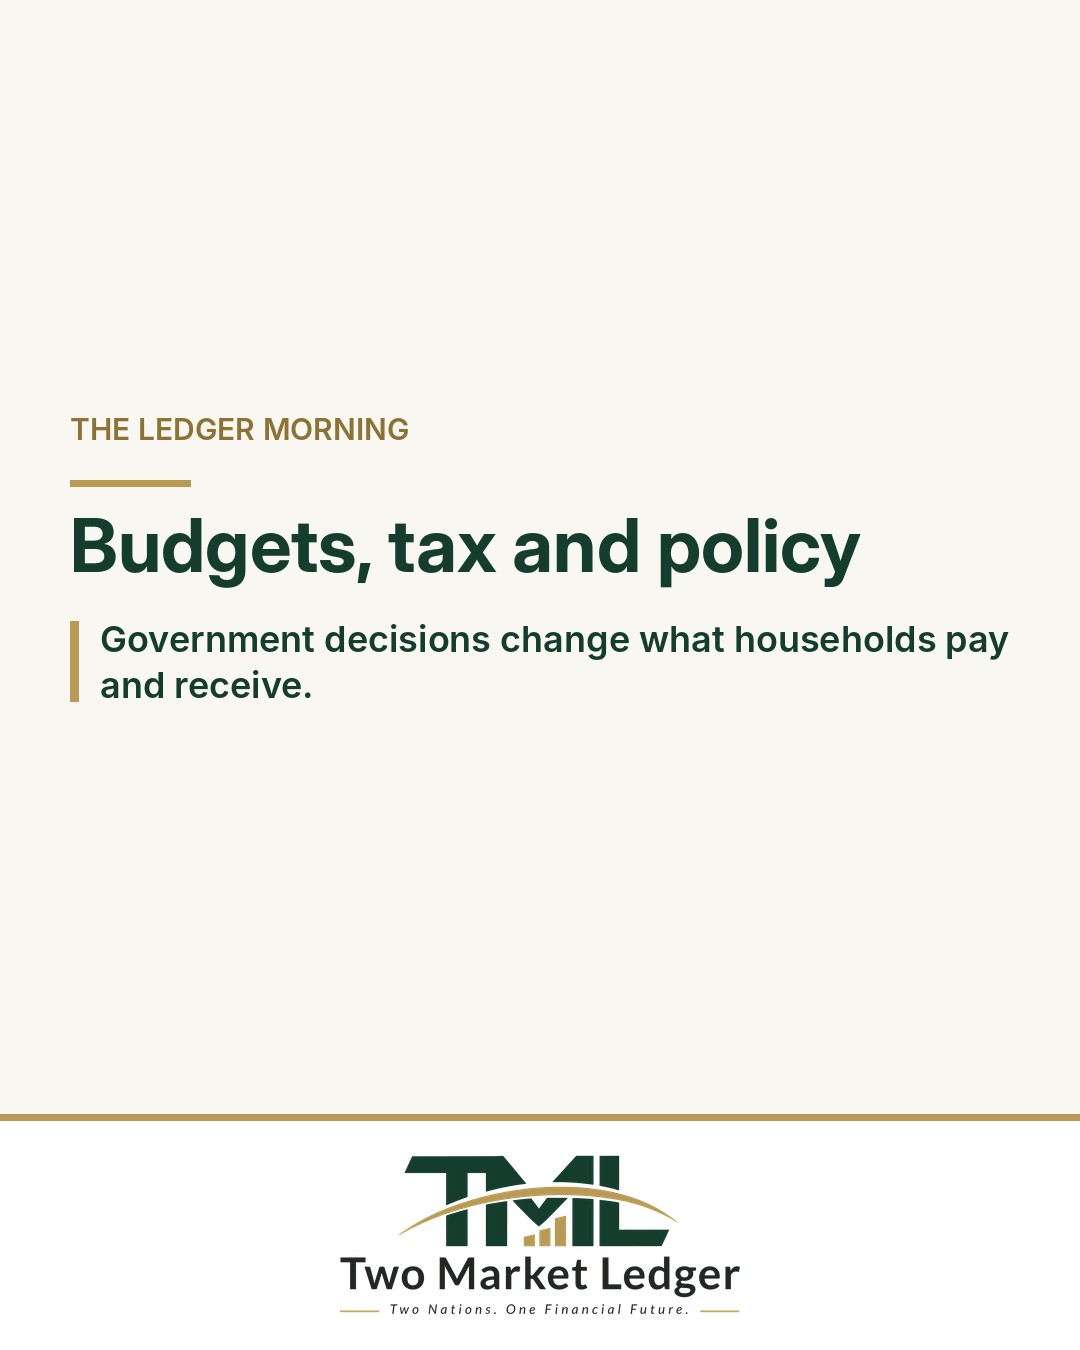 THE LEDGER MORNING
Budgets, tax and policy
Government decisions change what households pay
and receive.
TML
Two Market Ledger
Two Nations. One Financial Future.